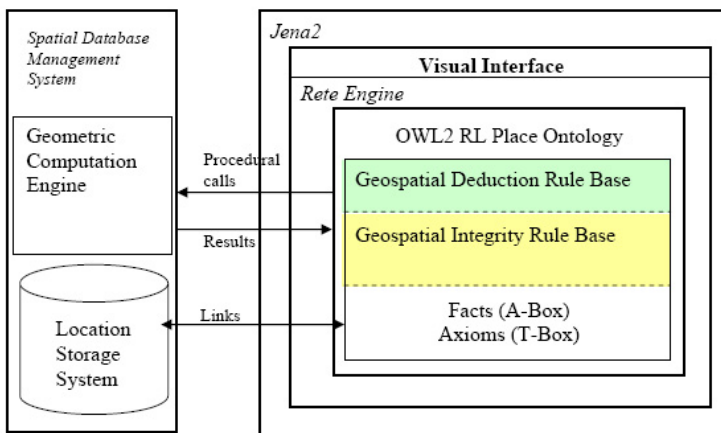 Spatial Database
Management
System
Geometric
Computation
Engine
Location
Storage
System
Procedural
calls
Results
Links
Jena2
Visual Interface
Rete Engine
OWL2 RL Place Ontology
Geospatial Deduction Rule Base
Geospatial Integrity Rule Base
Facts (A-Box)
Axioms (T-Box)